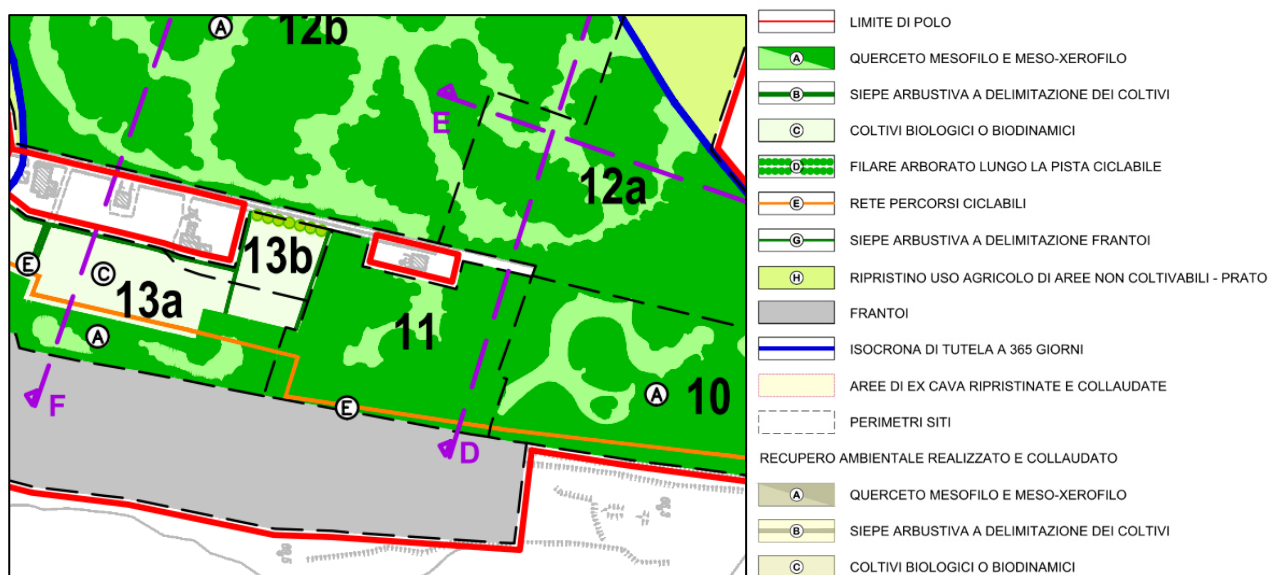 A
12b
E
12a
13b
E
C
13a
A
11
A
10
F
E
D
LIMITE DI POLO
A QUERCETO MESOFILO E MESO-XEROFILO
B SIEPE ARBUSTIVA A DELIMITAZIONE DEI COLTIVI
C COLTIVI BIOLOGICI O BIODINAMICI
D FILARE ARBORATO LUNGO LA PISTA CICLABILE
E RETE PERCORSI CICLABILI
G SIEPE ARBUSTIVA A DELIMITAZIONE FRANTOI
H RIPRISTINO USO AGRICOLO DI AREE NON COLTIVABILI - PRATO
FRANTOI
ISOCRONA DI TUTELA A 365 GIORNI
AREE DI EX CAVA RIPRISTINATE E COLLAUDATE
PERIMETRI SITI
RECUPERO AMBIENTALE REALIZZATO E COLLAUDATO
A QUERCETO MESOFILO E MESO-XEROFILO
B SIEPE ARBUSTIVA A DELIMITAZIONE DEI COLTIVI
C COLTIVI BIOLOGICI O BIODINAMICI